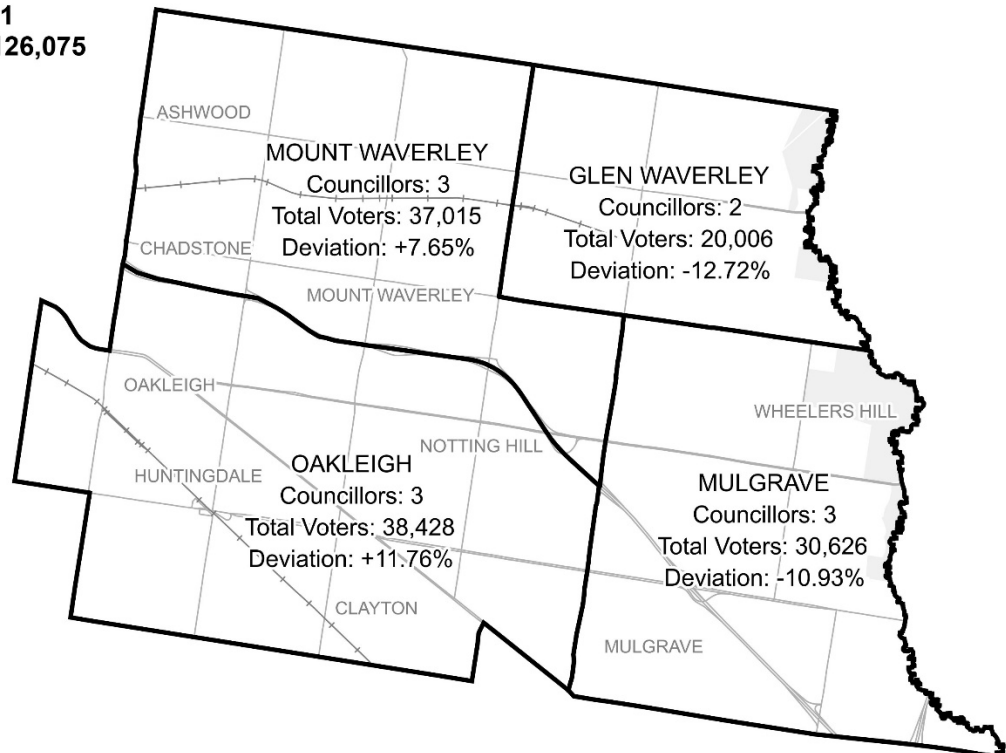 1
126,075
ASHWOOD
MOUNT WAVERLEY
Councillors: 3
Total Voters: 37,015
Deviation: +7.65%
GLEN WAVERLEY
Councillors: 2
Total Voters: 20,006
Deviation: -12.72%
CHADSTONE
MOUNT WAVERLEY
OAKLEIGH
WHEELERS HILL
NOTTING HILL
HUNTINGDALE
OAKLEIGH
Councillors: 3
Total Voters: 38,428
Deviation: +11.76%
MULGRAVE
Councillors: 3
Total Voters: 30,626
Deviation: -10.93%
CLAYTON
MULGRAVE